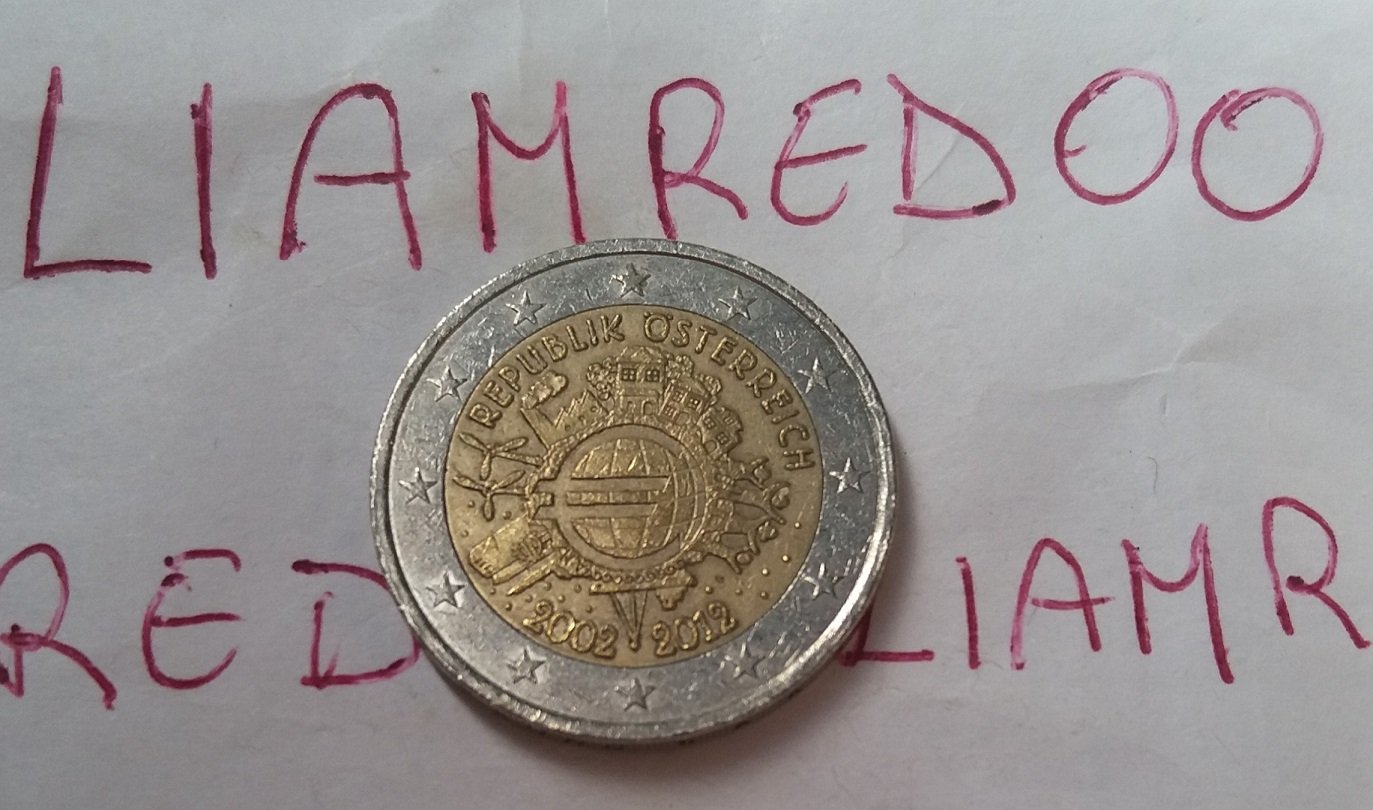 LIAMREDOO
REPUBLIK ÖSTERREICH
2002 2012
RED LIAMR